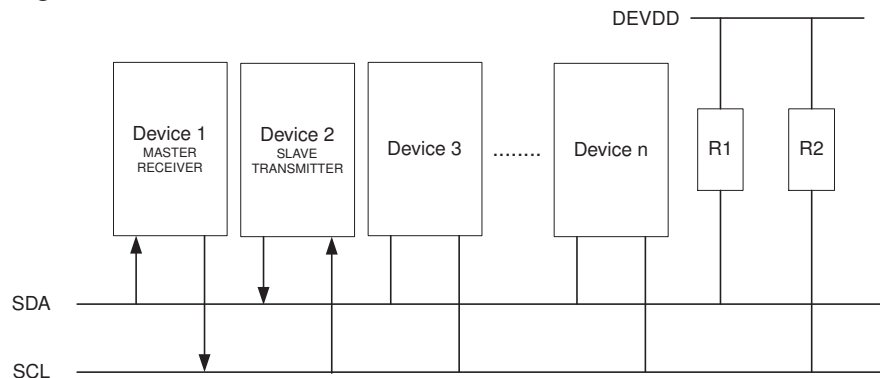 DEVDD
Device 1
MASTER
RECEIVER
Device 2
SLAVE
TRANSMITTER
Device 3
........
Device n
R1
R2
SDA
SCL